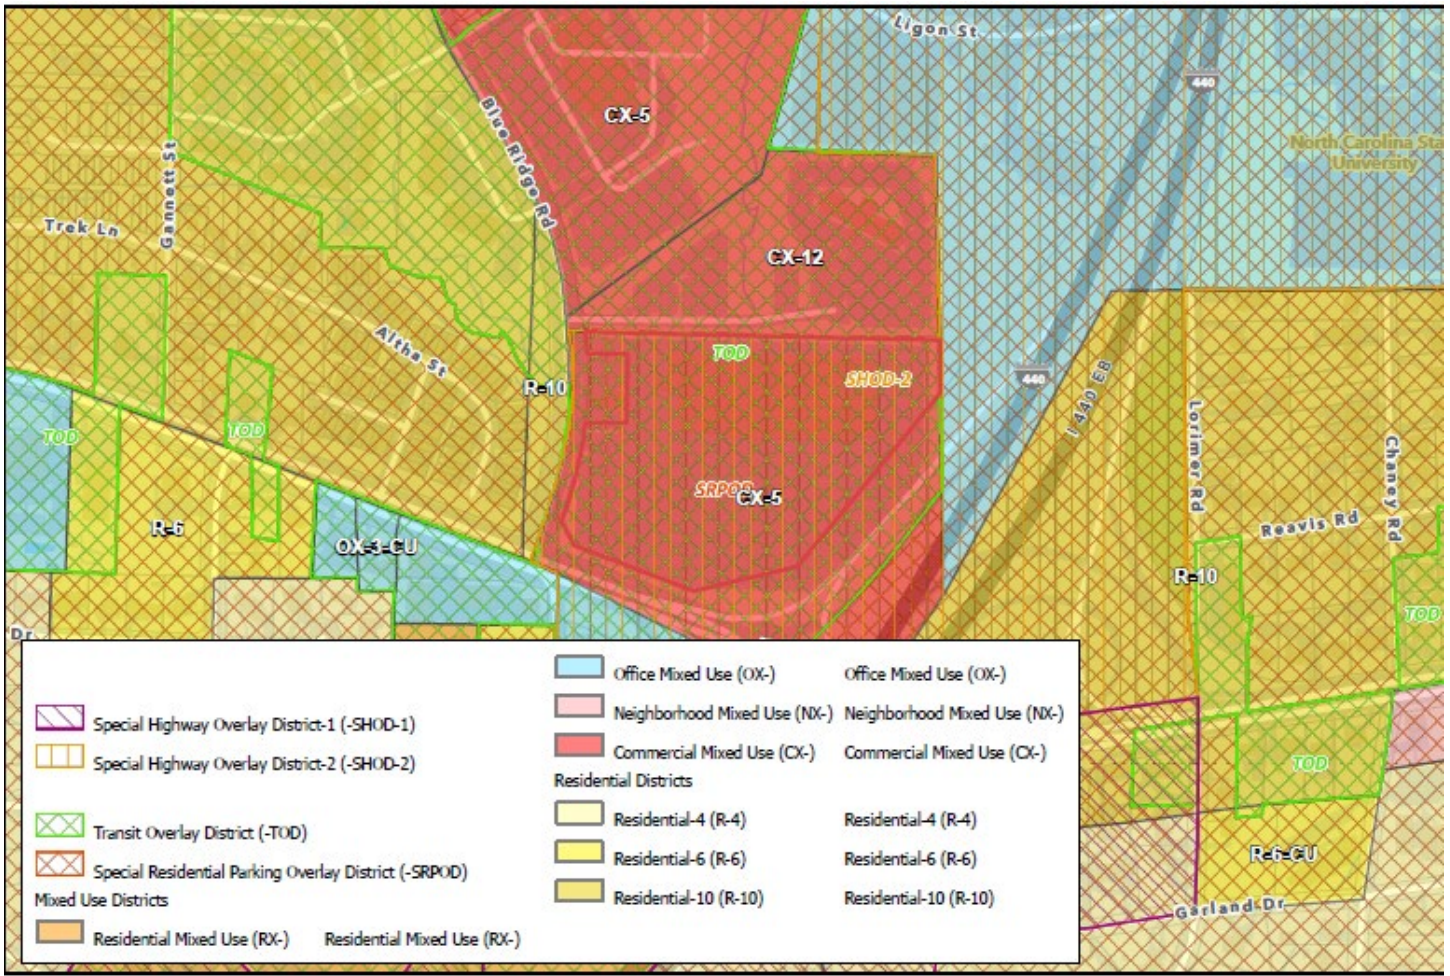 Ligon St
440
CX-5
Blue Ridge Rd
North Carolina Sta
University
Gannett St
Trek Ln
CX-12
Altha St
TOD
SHOD-2
440
I 440 EB
R-10
Lorimer Rd
Chaney Rd
TOD
TOD
SRPOD
CX-5
R-6
OX-3-CU
Reavis Rd
R-10
TOD
Dr
Special Highway Overlay District-1 (-SHOD-1)
Special Highway Overlay District-2 (-SHOD-2)
Transit Overlay District (-TOD)
Special Residential Parking Overlay District (-SRPOD)
Mixed Use Districts
Residential Mixed Use (RX-) Residential Mixed Use (RX-)
Office Mixed Use (OX-) Office Mixed Use (OX-)
Neighborhood Mixed Use (NX-) Neighborhood Mixed Use (NX-)
Commercial Mixed Use (CX-) Commercial Mixed Use (CX-)
Residential Districts
Residential-4 (R-4) Residential-4 (R-4)
Residential-6 (R-6) Residential-6 (R-6)
Residential-10 (R-10) Residential-10 (R-10)
TOD
R-6-CU
Garland Dr